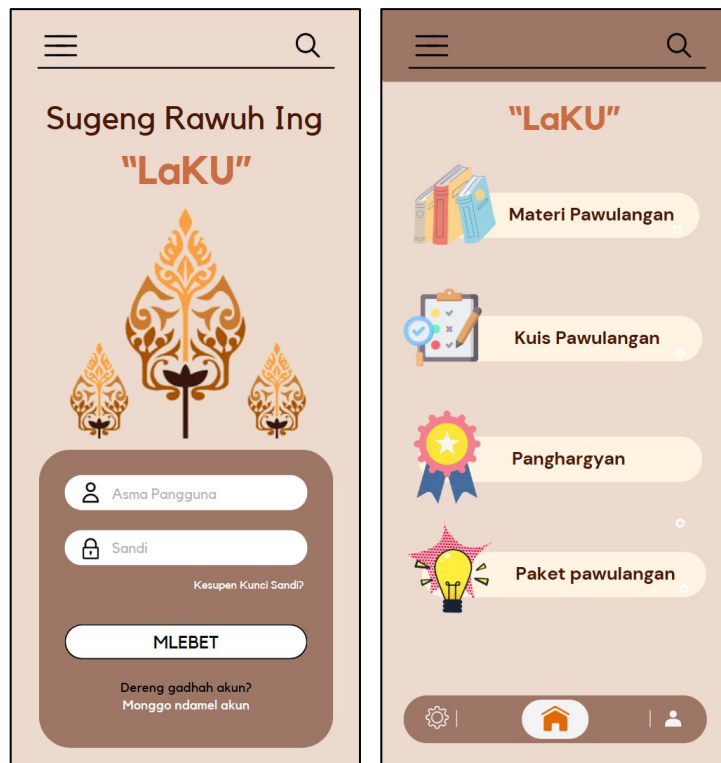 Sugeng Rawuh Ing
“LaKU”
Asma Pangguna
Sandi
Kesupen Kunci Sandi?
MLEBET
Dereng gadhah akun?
Monggo ndamel akun
“LaKU”
Materi Pawulangan
Kuis Pawulangan
Panghargyan
Paket pawulangan